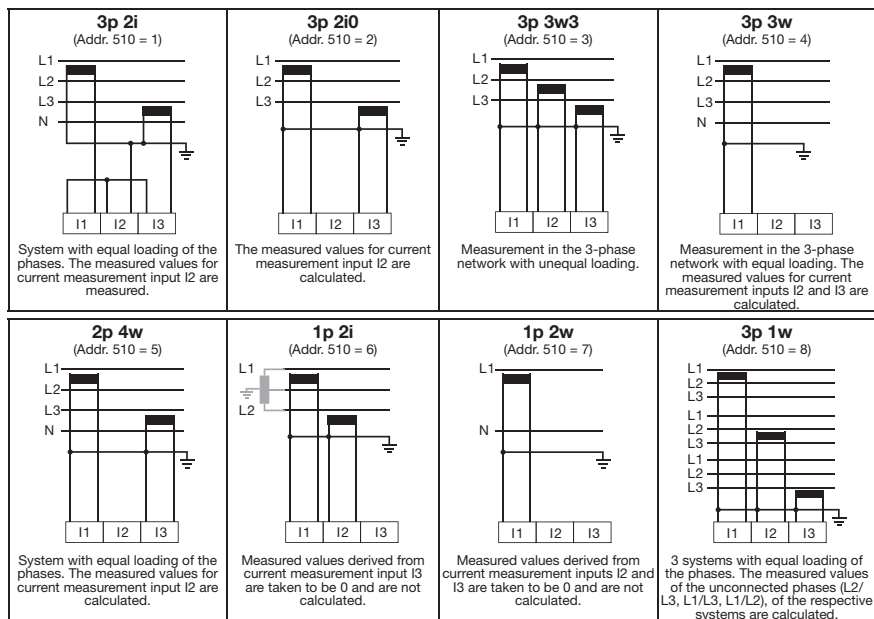 3p 2i
(Addr. 510 = 1)
L1
L2
L3
N
I1 I2 I3
System with equal loading of the
phases. The measured values for
current measurement input I2 are
measured.
3p 2i0
(Addr. 510 = 2)
L1
L2
L3
I1 I2 I3
The measured values for current
measurement input I2 are
calculated.
3p 3w3
(Addr. 510 = 3)
L1
L2
L3
I1 I2 I3
Measurement in the 3-phase
network with unequal loading.
3p 3w
(Addr. 510 = 4)
L1
L2
L3
N
I1 I2 I3
Measurement in the 3-phase
network with equal loading. The
measured values for current
measurement inputs I2 and I3 are
calculated.
2p 4w
(Addr. 510 = 5)
L1
L2
L3
N
I1 I2 I3
System with equal loading of the
phases. The measured values for
current measurement input I2 are
calculated.
1p 2i
(Addr. 510 = 6)
L1
L2
I1 I2 I3
Measured values derived from
current measurement input I3
are taken to be 0 and are not
calculated.
1p 2w
(Addr. 510 = 7)
L1
N
I1 I2 I3
Measured values derived from
current measurement inputs I2 and
I3 are taken to be 0 and are not
calculated.
3p 1w
(Addr. 510 = 8)
L1
L2
L3
L1
L2
L3
L1
L2
L3
I1 I2 I3
3 systems with equal loading of
the phases. The measured values
of the unconnected phases (L2/
L3, L1/L3, L1/L2), of the respective
systems are calculated.